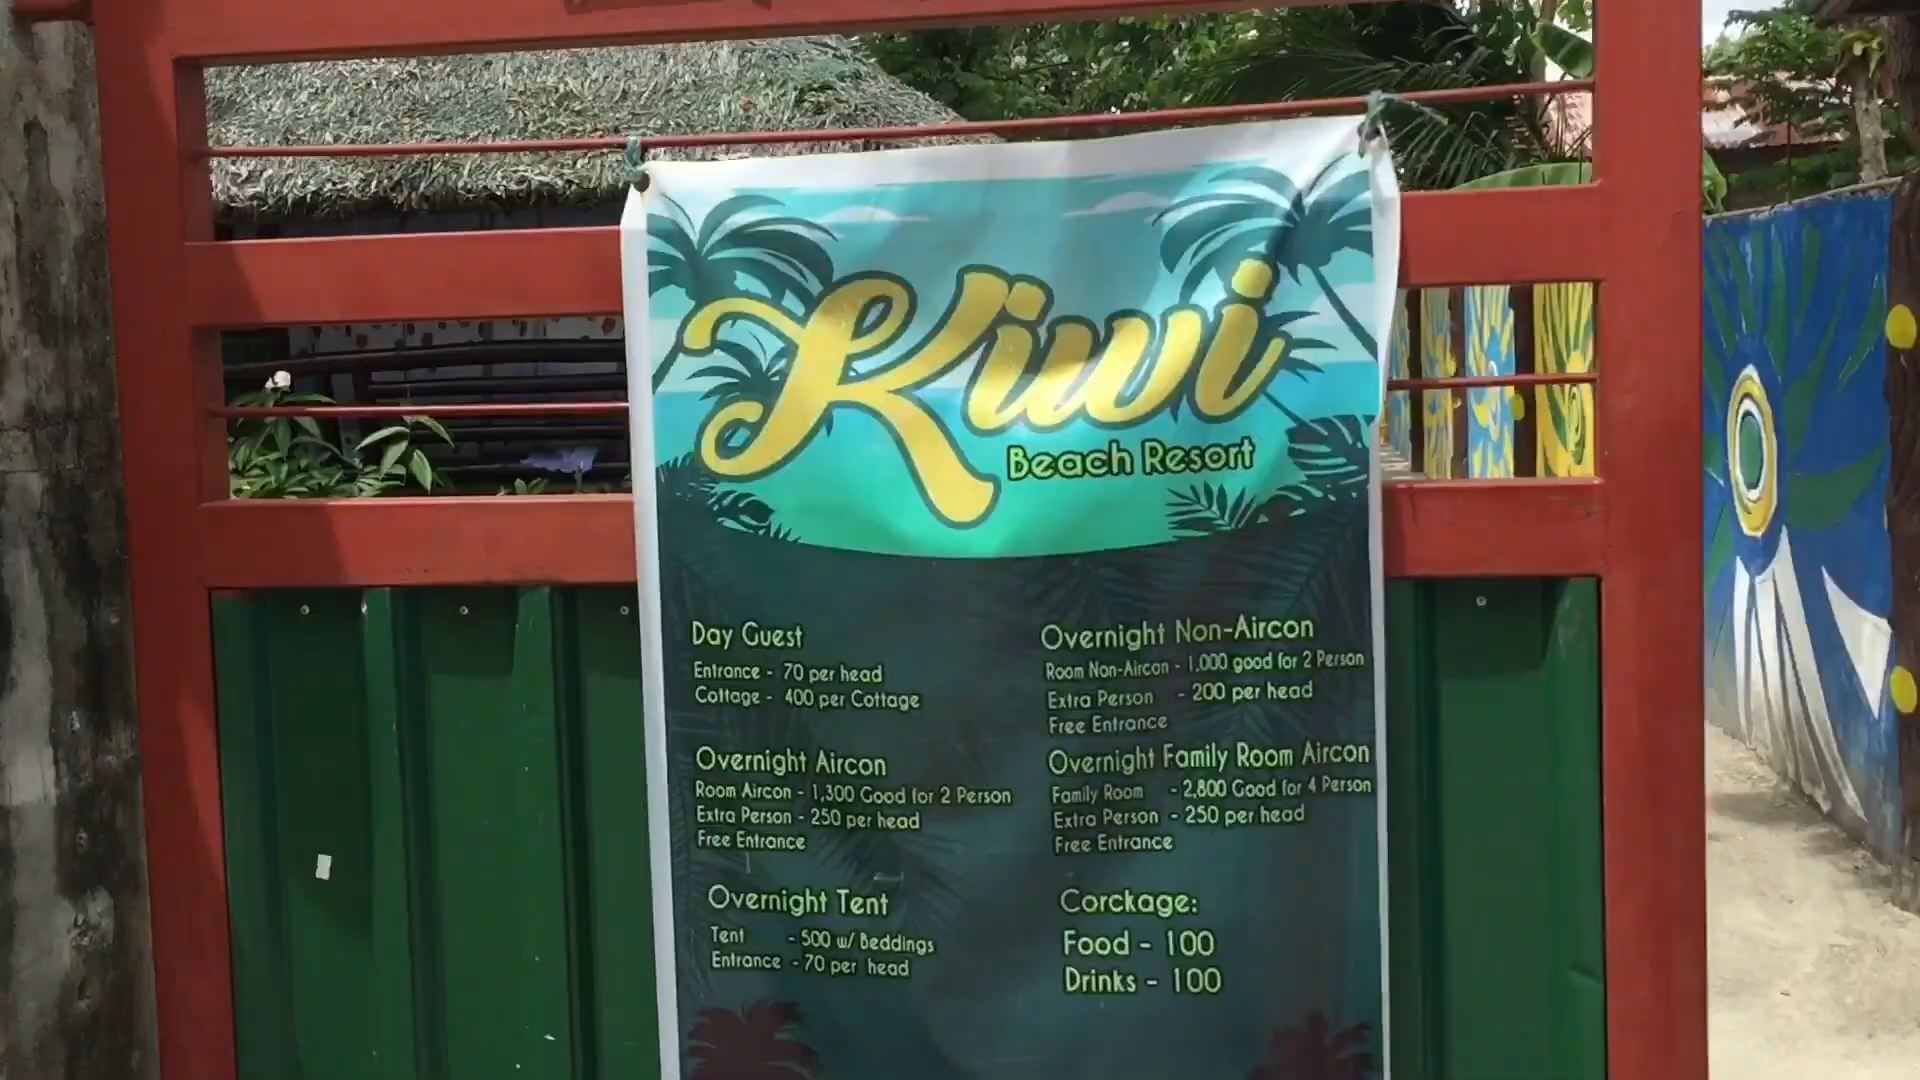 Kiwi
Beach Resort
Day Guest
Entrance - 70 per head
Cottage - 400 per Cottage
Overnight Aircon
Room Aircon - 1,300 Good for 2 Person
Extra Person - 250 per head
Free Entrance
Overnight Tent
Tent - 500 w/ Beddings
Entrance - 70 per head
Overnight Non-Aircon
Room Non-Aircon - 1,000 good for 2 Person
Extra Person - 200 per head
Free Entrance
Overnight Family Room Aircon
Family Room - 2,800 Good for 4 Person
Extra Person - 250 per head
Free Entrance
Corckage:
Food - 100
Drinks - 100